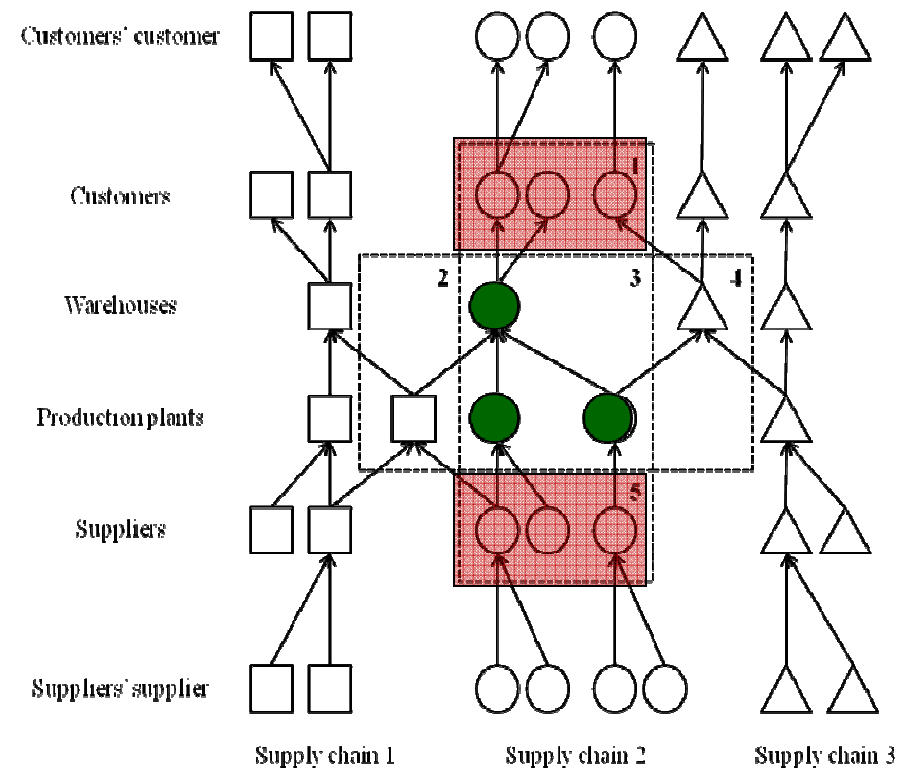 Customers' customer
1
Customers
2
3
4
Warehouses
Production plants
5
Suppliers
Suppliers' supplier
Supply chain 1
Supply chain 2
Supply chain 3